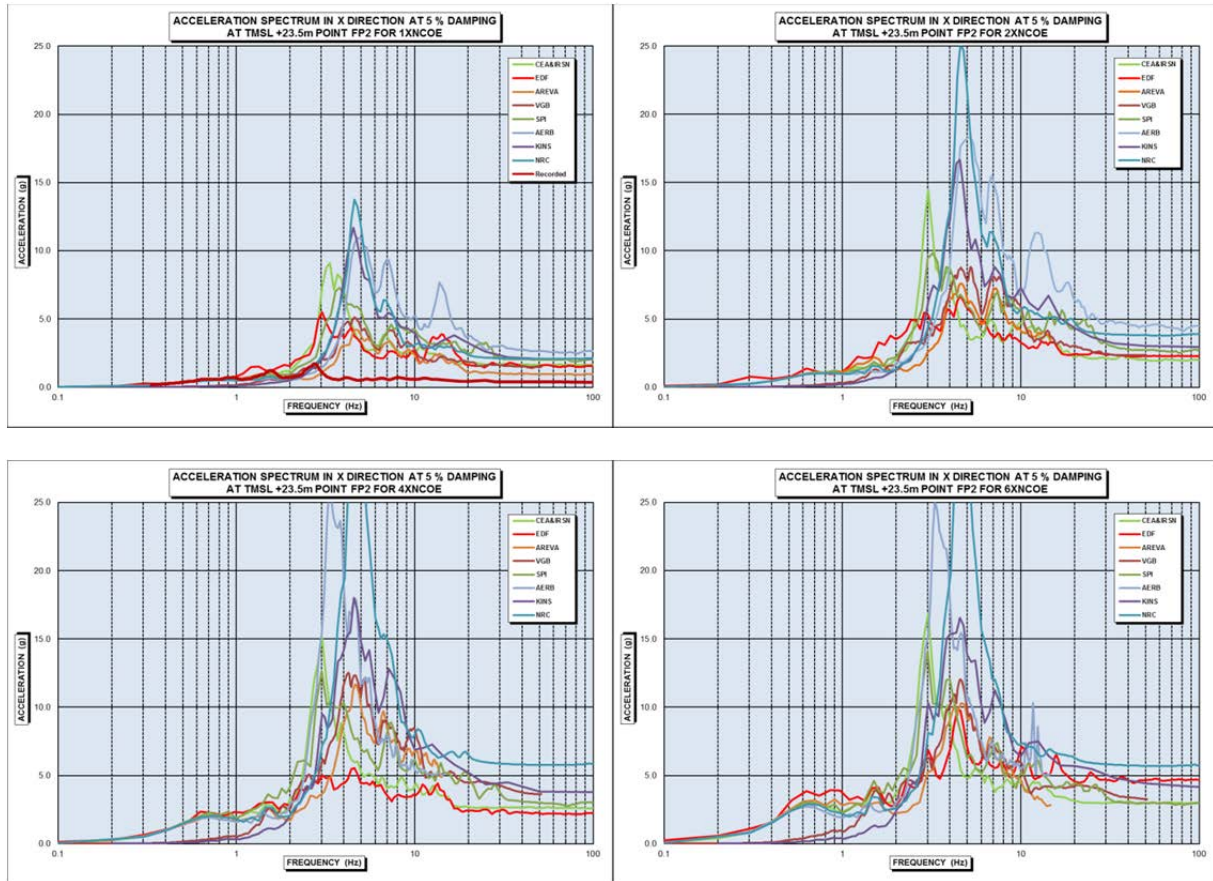 ACCELERATION SPECTRUM IN X DIRECTION AT 5 % DAMPING
AT TMSL +23.5m POINT FP2 FOR 1XNCOE
25.0
20.0
15.0
10.0
5.0
0.0
ACCELERATION (g)
CEA&IRSN
EDF
AREVA
VGB
SPI
AERB
KINS
NRC
Recorded
0.1
1
10
100
FREQUENCY (Hz)
ACCELERATION SPECTRUM IN X DIRECTION AT 5 % DAMPING
AT TMSL +23.5m POINT FP2 FOR 2XNCOE
25.0
20.0
15.0
10.0
5.0
0.0
ACCELERATION (g)
CEA&IRSN
EDF
AREVA
VGB
SPI
AERB
KINS
NRC
0.1
1
10
100
FREQUENCY (Hz)
ACCELERATION SPECTRUM IN X DIRECTION AT 5 % DAMPING
AT TMSL +23.5m POINT FP2 FOR 4XNCOE
25.0
20.0
15.0
10.0
5.0
0.0
ACCELERATION (g)
CEA&IRSN
EDF
AREVA
VGB
SPI
AERB
KINS
NRC
0.1
1
10
100
FREQUENCY (Hz)
ACCELERATION SPECTRUM IN X DIRECTION AT 5 % DAMPING
AT TMSL +23.5m POINT FP2 FOR 6XNCOE
25.0
20.0
15.0
10.0
5.0
0.0
ACCELERATION (g)
CEA&IRSN
EDF
AREVA
VGB
SPI
AERB
KINS
NRC
0.1
1
10
100
FREQUENCY (Hz)